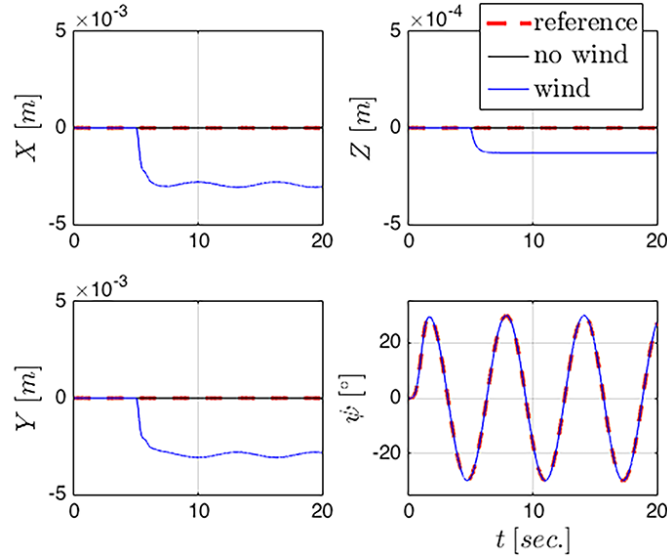 ×10⁻³
5
0
-5
X [m]
0 10 20
×10⁻⁴
5
0
-5
Z [m]
0 10 20
reference
no wind
wind
×10⁻³
5
0
-5
Y [m]
0 10 20
20
0
-20
ψ̇ [°]
0 10 20
t [sec.]